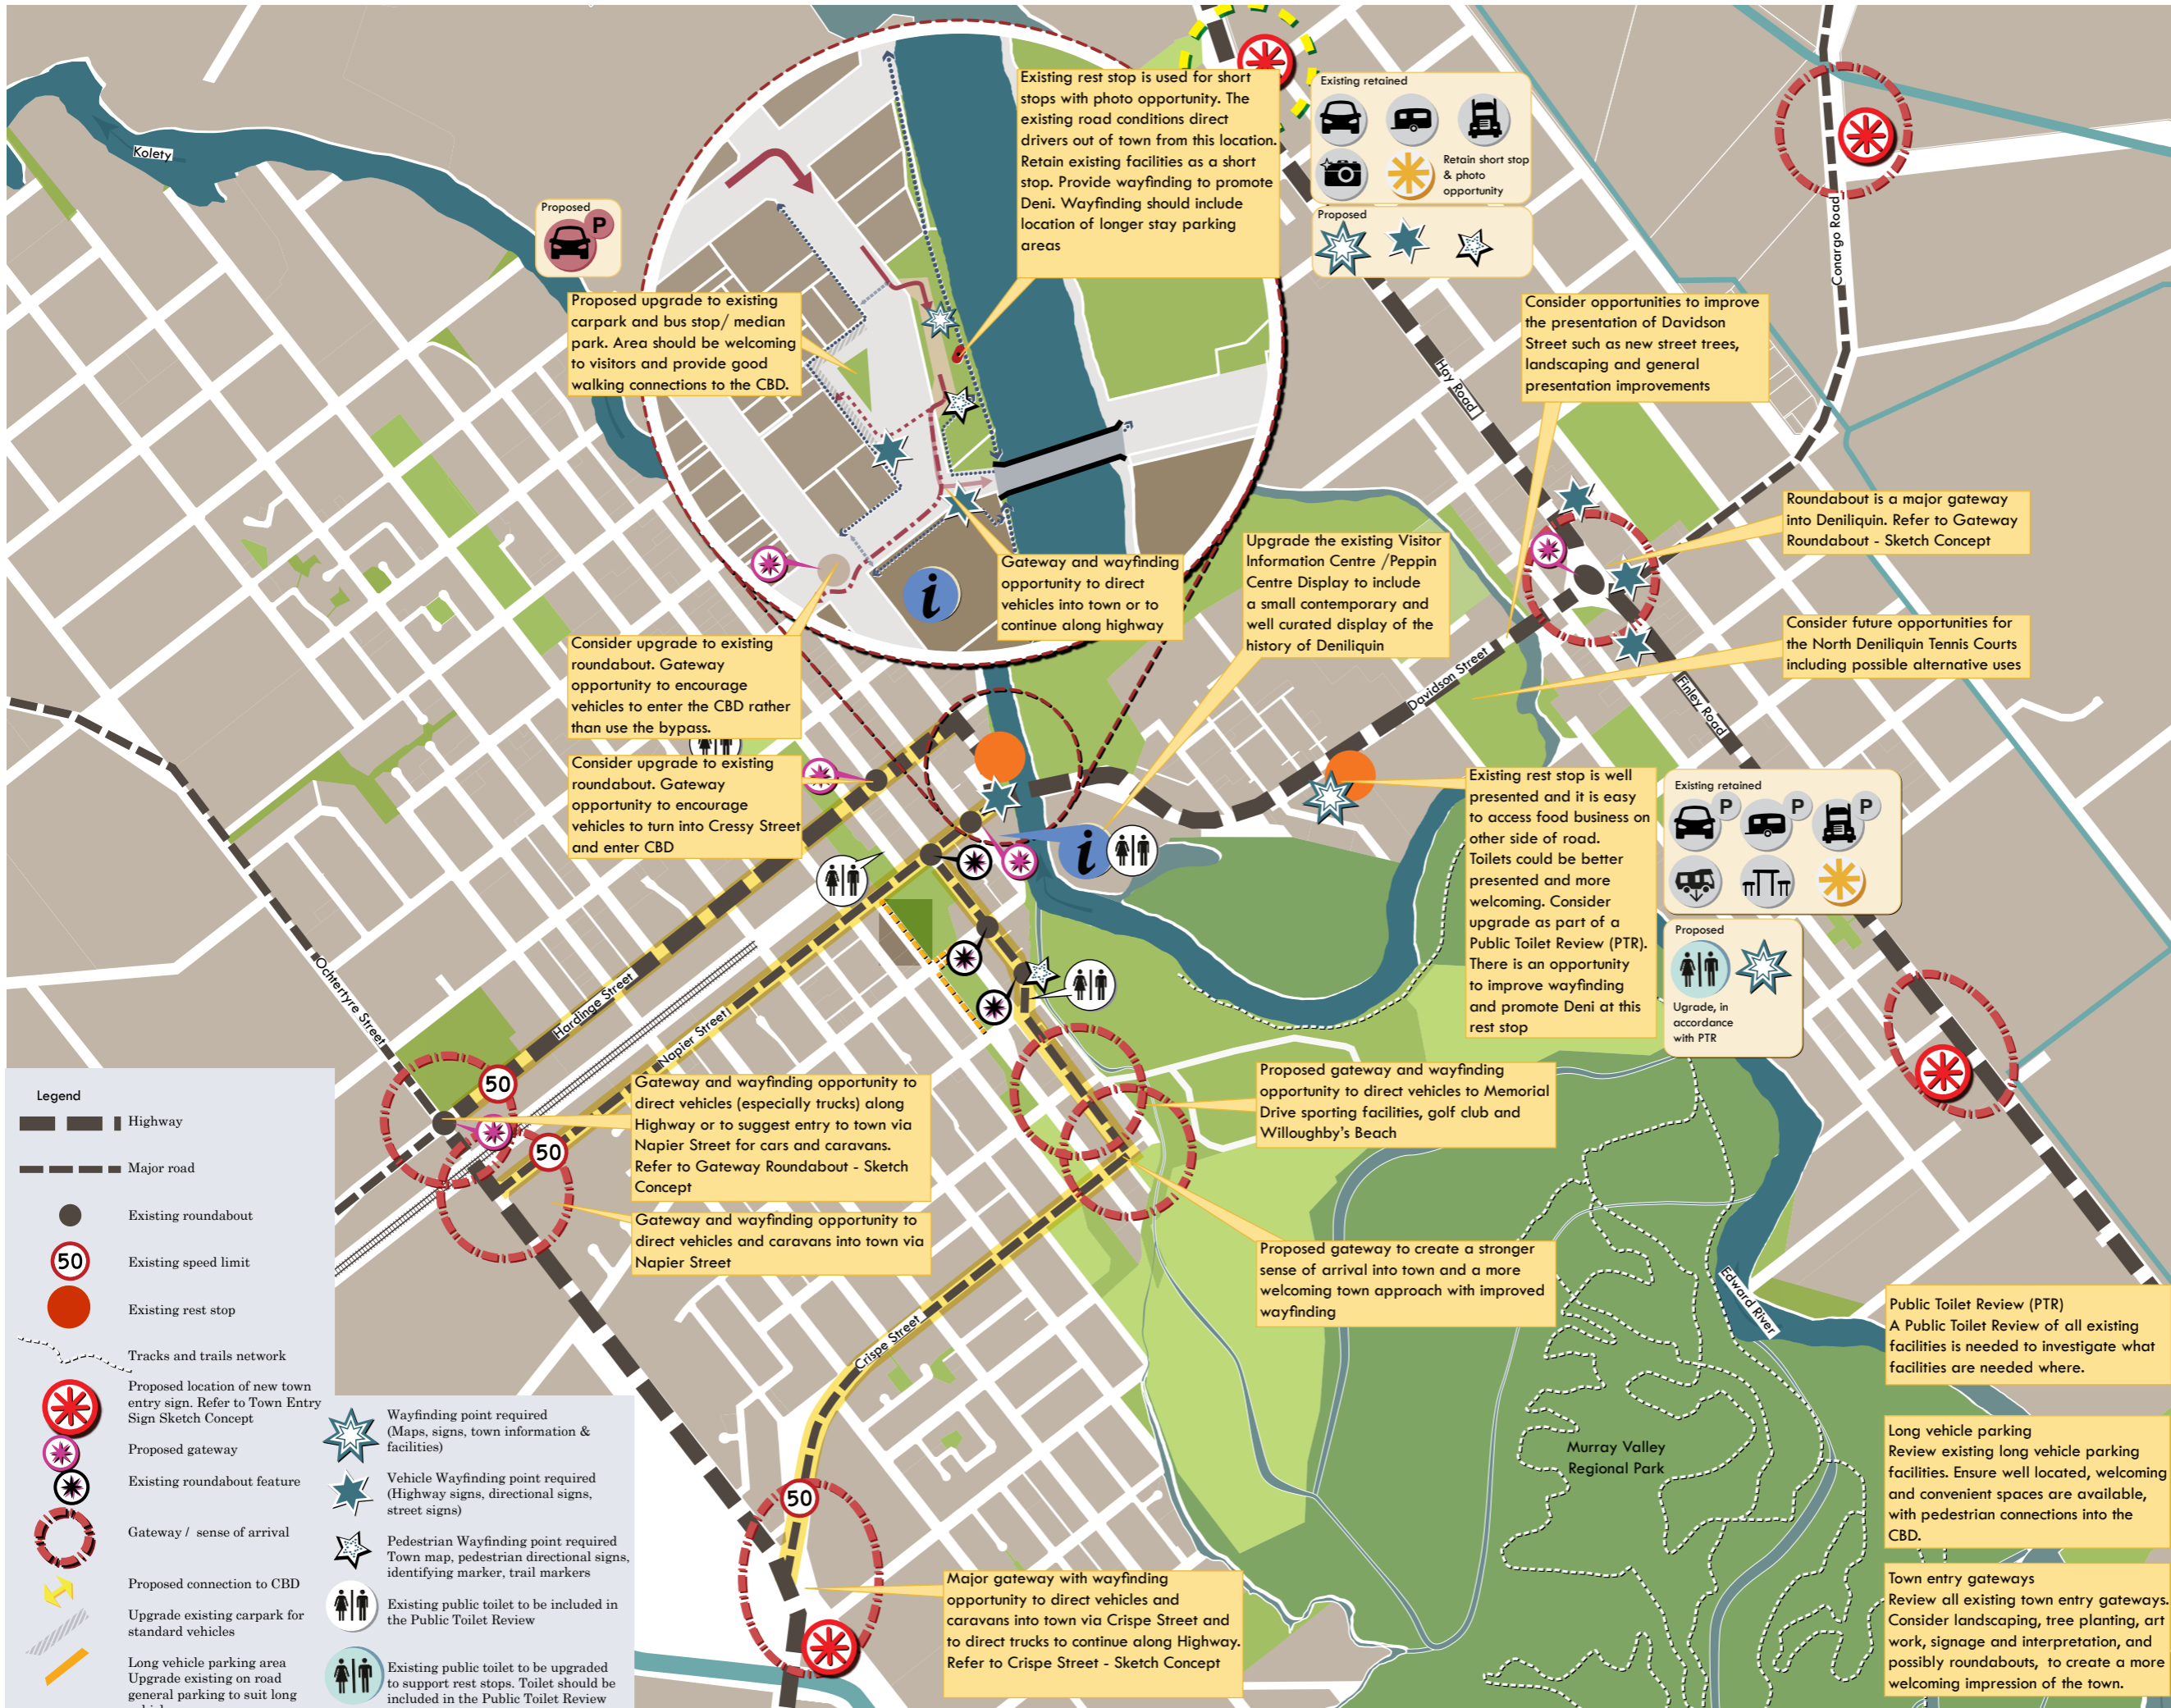 Kolety
Proposed
P
Existing rest stop is used for short
stops with photo opportunity. The
existing road conditions direct
drivers out of town from this location.
Retain existing facilities as a short
stop. Provide wayfinding to promote
Deni. Wayfinding should include
location of longer stay parking
areas
Existing retained
Retain short stop
& photo
opportunity
Proposed
Conargo Road
Proposed upgrade to existing
carpark and bus stop/ median
park. Area should be welcoming
to visitors and provide good
walking connections to the CBD.
Consider opportunities to improve
the presentation of Davidson
Street such as new street trees,
landscaping and general
presentation improvements
Hay Road
Roundabout is a major gateway
into Deniliquin. Refer to Gateway
Roundabout - Sketch Concept
Upgrade the existing Visitor
Information Centre /Peppin
Centre Display to include
a small contemporary and
well curated display of the
history of Deniliquin
Gateway and wayfinding
opportunity to direct
vehicles into town or to
continue along highway
i
Consider future opportunities for
the North Deniliquin Tennis Courts
including possible alternative uses
Consider upgrade to existing
roundabout. Gateway
opportunity to encourage
vehicles to enter the CBD rather
than use the bypass.
Davidson Street
Finley Road
Consider upgrade to existing
roundabout. Gateway
opportunity to encourage
vehicles to turn into Cressy Street
and enter CBD
Existing rest stop is well
presented and it is easy
to access food business on
other side of road.
Toilets could be better
presented and more
welcoming. Consider
upgrade as part of a
Public Toilet Review (PTR).
There is an opportunity
to improve wayfinding
and promote Deni at this
rest stop
Existing retained
P
P
P
i
Proposed
Ugrade, in
accordance
with PTR
Ochtertyre Street
Hardinge Street
Napier Street
50
50
Gateway and wayfinding opportunity to
direct vehicles (especially trucks) along
Highway or to suggest entry to town via
Napier Street for cars and caravans.
Refer to Gateway Roundabout - Sketch
Concept
Proposed gateway and wayfinding
opportunity to direct vehicles to Memorial
Drive sporting facilities, golf club and
Willoughby's Beach
Gateway and wayfinding opportunity to
direct vehicles and caravans into town via
Napier Street
Proposed gateway to create a stronger
sense of arrival into town and a more
welcoming town approach with improved
wayfinding
Edward River
Crispe Street
Murray Valley
Regional Park
50
Major gateway with wayfinding
opportunity to direct vehicles and
caravans into town via Crispe Street and
to direct trucks to continue along Highway.
Refer to Crispe Street - Sketch Concept
Public Toilet Review (PTR)
A Public Toilet Review of all existing
facilities is needed to investigate what
facilities are needed where.
Long vehicle parking
Review existing long vehicle parking
facilities. Ensure well located, welcoming
and convenient spaces are available,
with pedestrian connections into the
CBD.
Town entry gateways
Review all existing town entry gateways.
Consider landscaping, tree planting, art
work, signage and interpretation, and
possibly roundabouts, to create a more
welcoming impression of the town.
Legend
Highway
Major road
Existing roundabout
50
Existing speed limit
Existing rest stop
Tracks and trails network
Proposed location of new town
entry sign. Refer to Town Entry
Sign Sketch Concept
Proposed gateway
Existing roundabout feature
Gateway / sense of arrival
Proposed connection to CBD
Upgrade existing carpark for
standard vehicles
Long vehicle parking area
Upgrade existing on road
general parking to suit long
Wayfinding point required
(Maps, signs, town information &
facilities)
Vehicle Wayfinding point required
(Highway signs, directional signs,
street signs)
Pedestrian Wayfinding point required
Town map, pedestrian directional signs,
identifying marker, trail markers
Existing public toilet to be included in
the Public Toilet Review
Existing public toilet to be upgraded
to support rest stops. Toilet should be
included in the Public Toilet Review